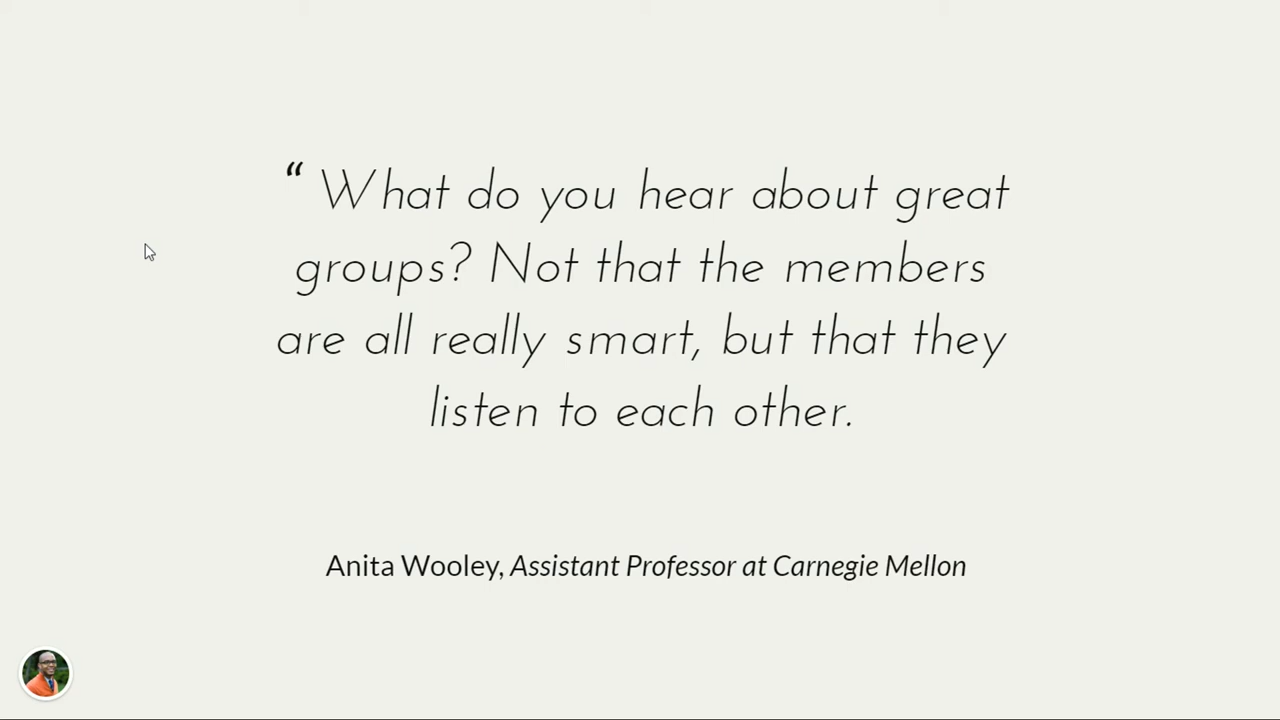 “ What do you hear about great
groups? Not that the members
are all really smart, but that they
listen to each other.
Anita Wooley, Assistant Professor at Carnegie Mellon